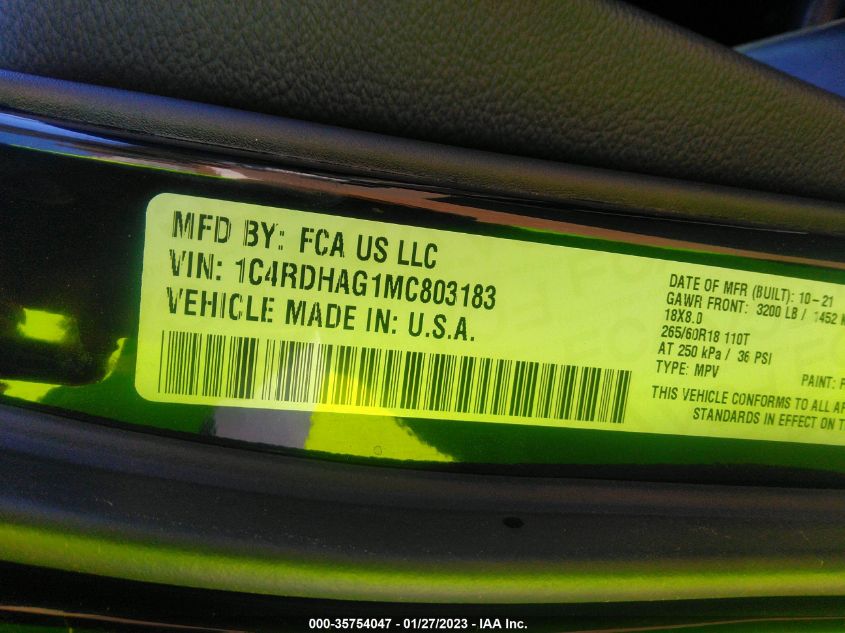 MFD BY: FCA US LLC
VIN: 1C4RDHAG1MC803183
VEHICLE MADE IN: U.S.A.
DATE OF MFR (BUILT): 10-21
GAWR FRONT: 3200 LB / 1452
18X8.0
265/60R18 110T
AT 250 kPa / 36 PSI
TYPE: MPV
PAINT:
THIS VEHICLE CONFORMS TO ALL
STANDARDS IN EFFECT ON
000-35754047 - 01/27/2023 - IAA Inc.